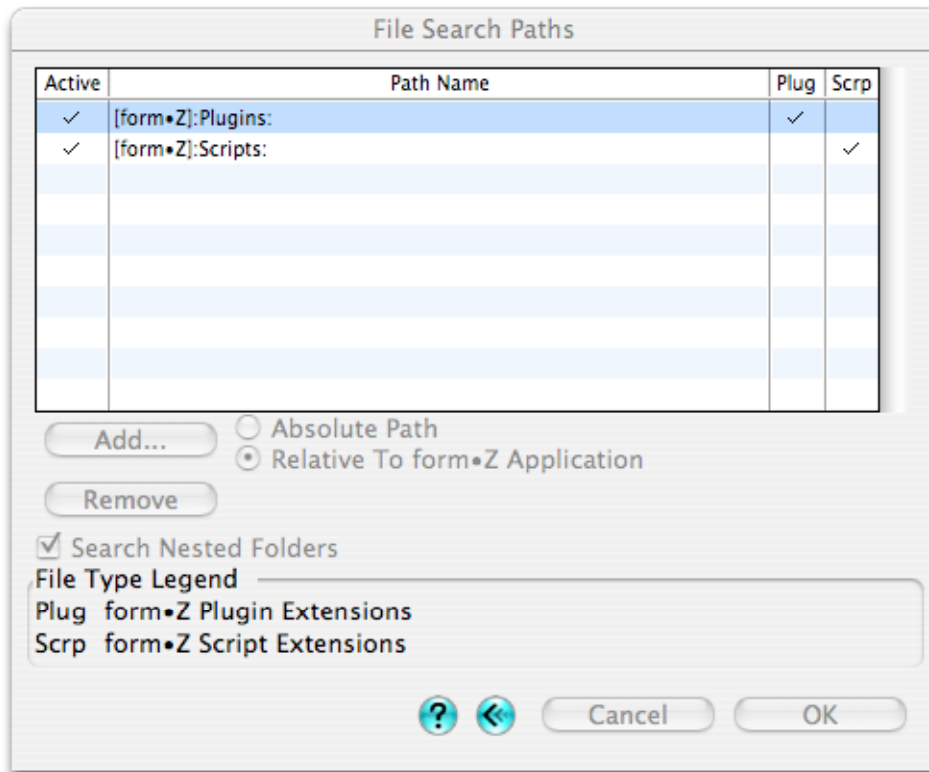 File Search Paths
Active Path Name Plug Scrp
✓ [form•Z]:Plugins: ✓
✓ [form•Z]:Scripts: ✓
Add... Absolute Path
Relative To form•Z Application
Remove
Search Nested Folders
File Type Legend
Plug form•Z Plugin Extensions
Scrp form•Z Script Extensions
? Cancel OK